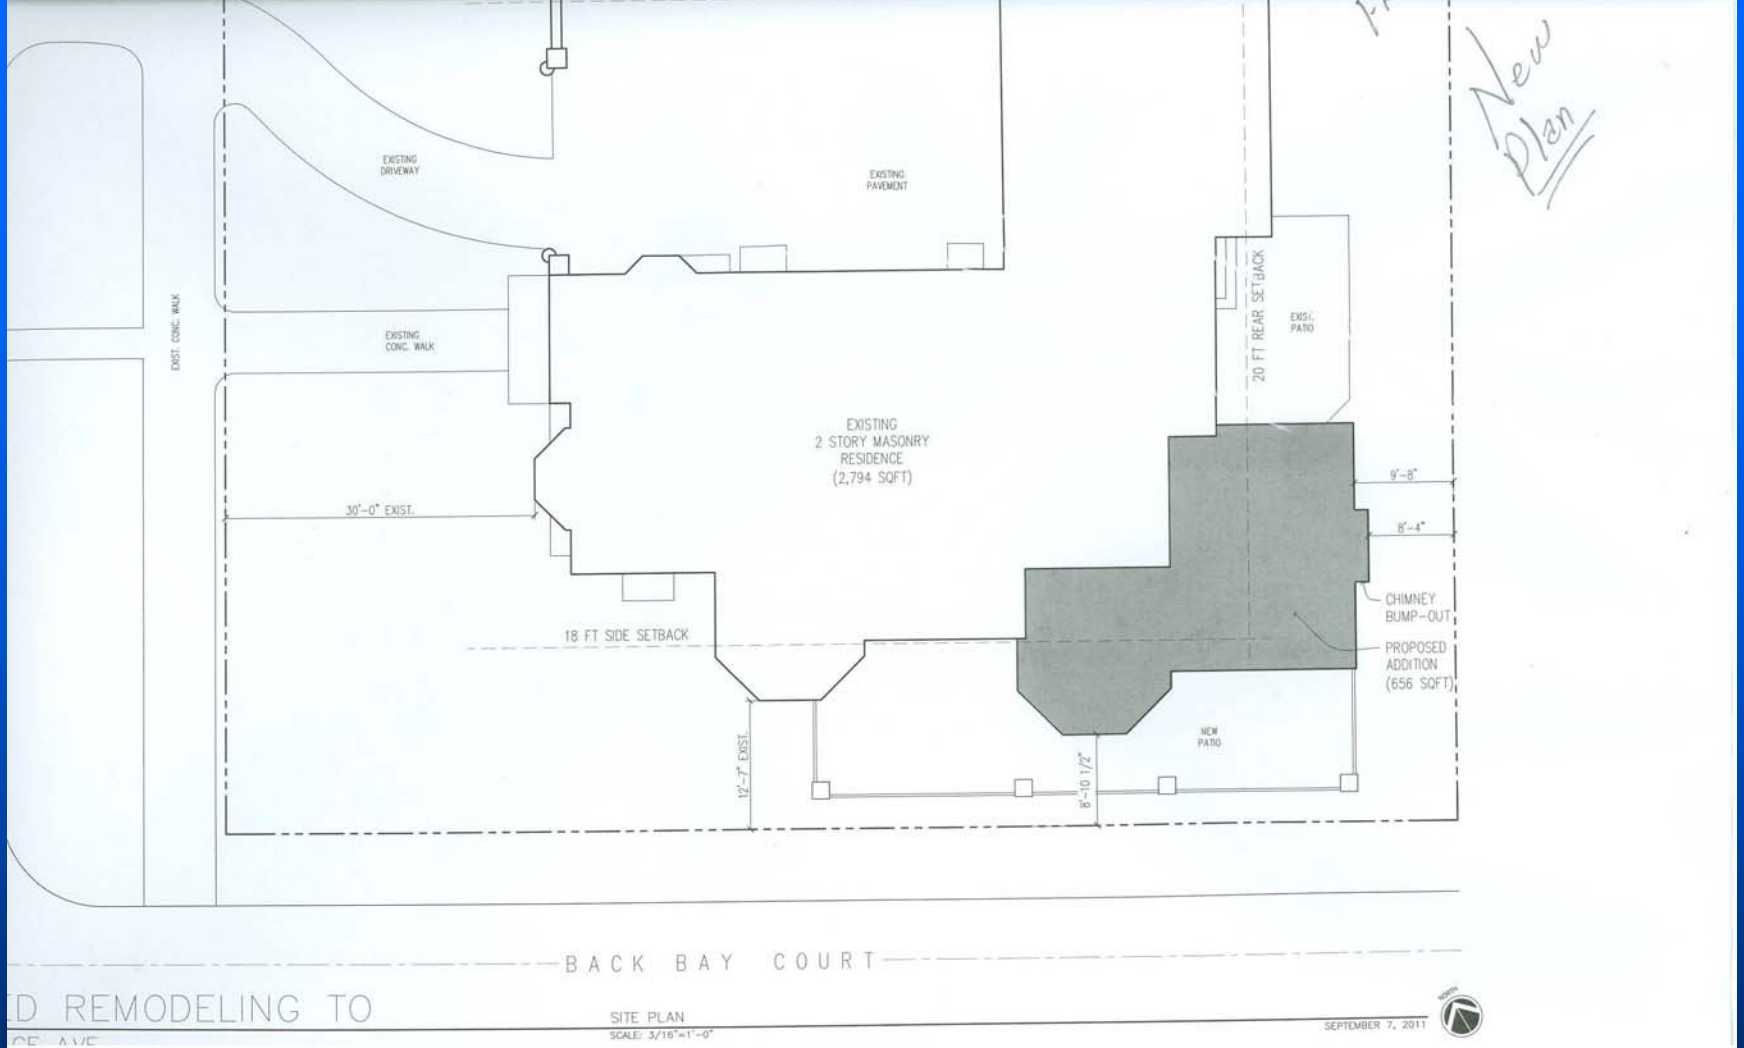 New
Plan
EXISTING
DRIVEWAY
EXISTING
PAVEMENT
EXIST. CONC. WALK
EXISTING
CONC. WALK
20 FT REAR SETBACK
EXIST.
PATIO
EXISTING
2 STORY MASONRY
RESIDENCE
(2,794 SQFT)
30'-0" EXIST.
9'-8"
8'-4"
CHIMNEY
BUMP-OUT
18 FT SIDE SETBACK
PROPOSED
ADDITION
(656 SQFT)
12'-7" EXIST.
8'-10 1/2"
NEW
PATIO
BACK BAY COURT
ED REMODELING TO
SITE PLAN
SCALE: 3/16"=1'-0"
NORTH
SEPTEMBER 7, 2011
AVE